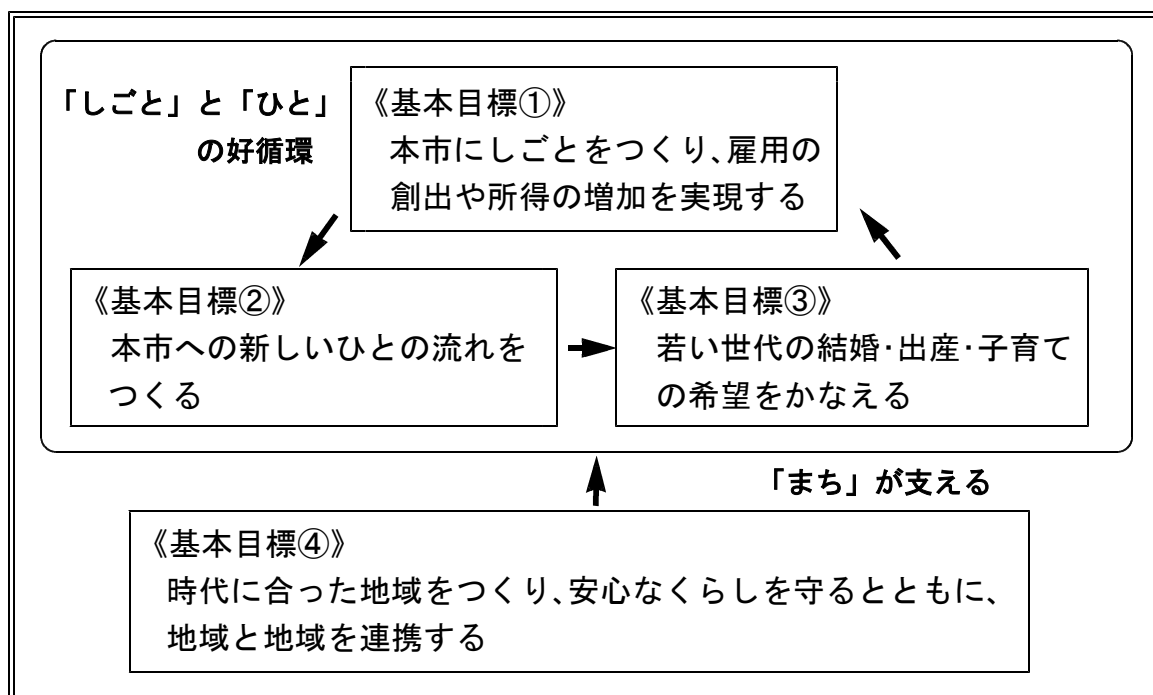 「しごと」と「ひと」
の好循環
《基本目標①》
本市にしごとをつくり、雇用の
創出や所得の増加を実現する
《基本目標②》
本市への新しいひとの流れを
つくる
《基本目標③》
若い世代の結婚・出産・子育て
の希望をかなえる
「まち」が支える
《基本目標④》
時代に合った地域をつくり、安心なくらしを守るとともに、
地域と地域を連携する